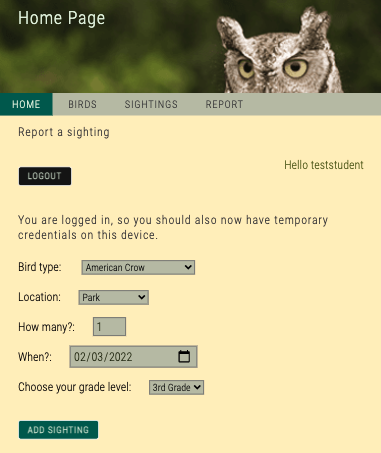 Home Page
HOME BIRDS SIGHTINGS REPORT
Report a sighting
Hello teststudent
LOGOUT
You are logged in, so you should also now have temporary
credentials on this device.
Bird type: American Crow
Location: Park
How many?: 1
When?: 02/03/2022
Choose your grade level: 3rd Grade
ADD SIGHTING